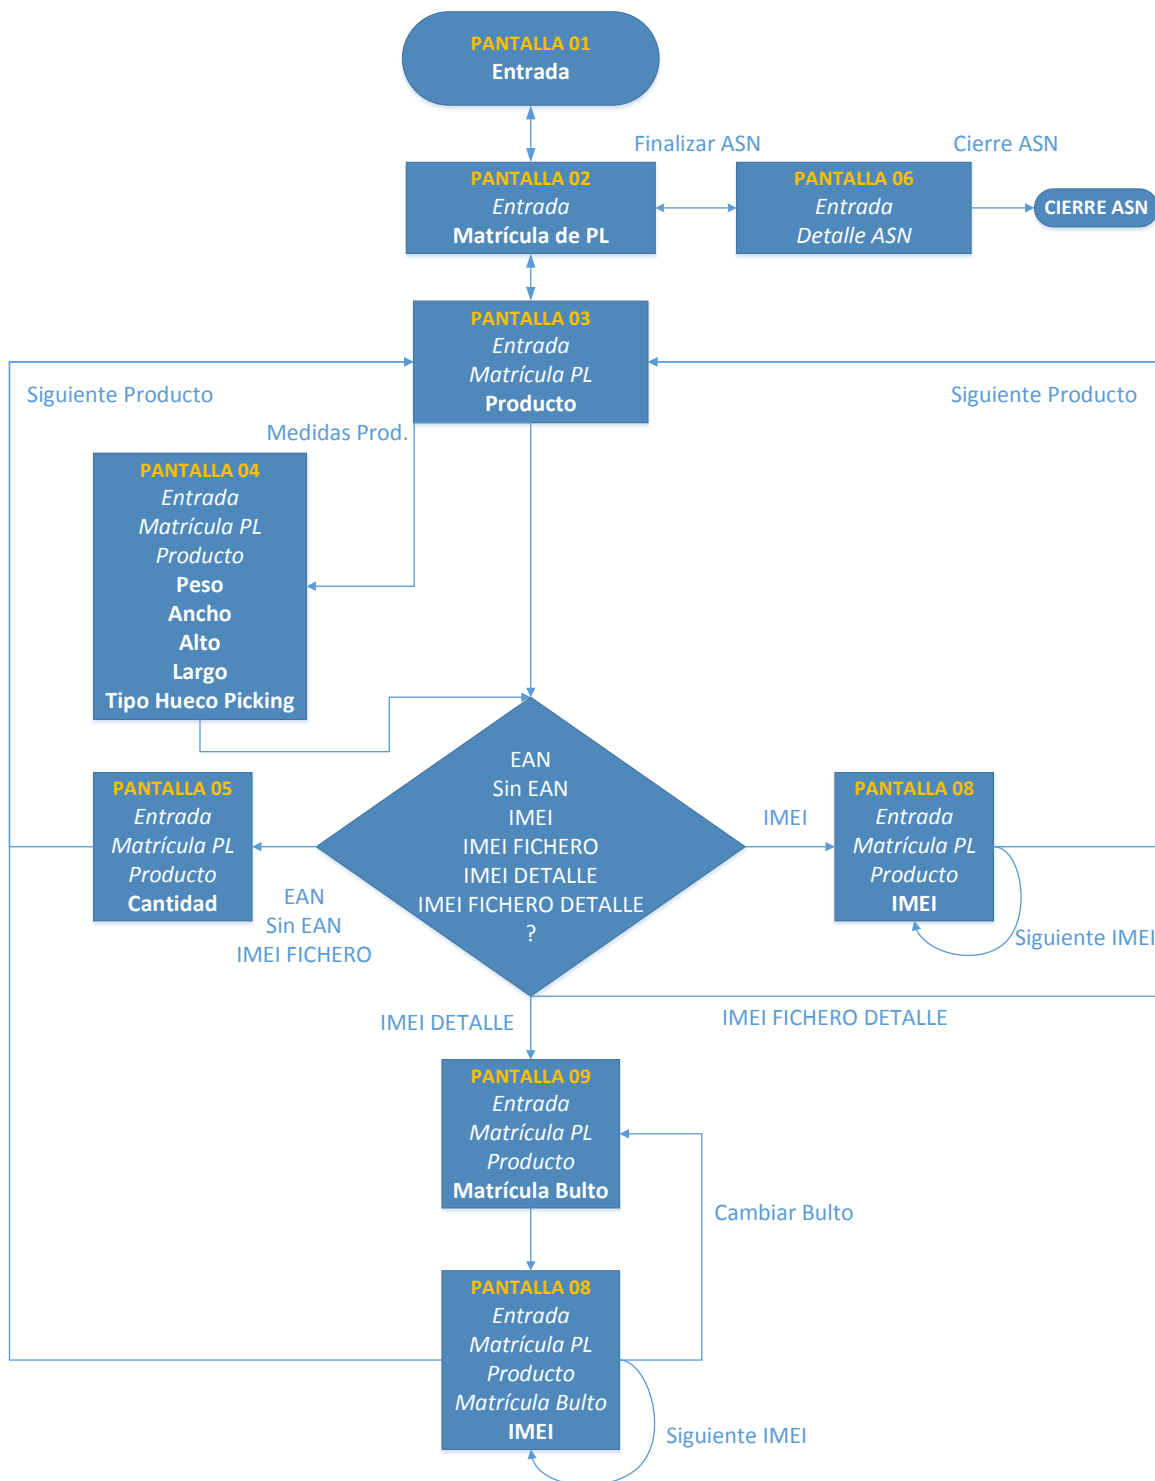 PANTALLA 01
Entrada
Finalizar ASN
Cierre ASN
PANTALLA 02
Entrada
Matrícula de PL
PANTALLA 06
Entrada
Detalle ASN
CIERRE ASN
PANTALLA 03
Entrada
Matrícula PL
Producto
Siguiente Producto
Siguiente Producto
Medidas Prod.
PANTALLA 04
Entrada
Matrícula PL
Producto
Peso
Ancho
Alto
Largo
Tipo Hueco Picking
EAN
Sin EAN
IMEI
IMEI FICHERO
IMEI DETALLE
IMEI FICHERO DETALLE
?
PANTALLA 05
Entrada
Matrícula PL
Producto
Cantidad
EAN
Sin EAN
IMEI FICHERO
IMEI
PANTALLA 08
Entrada
Matrícula PL
Producto
IMEI
Siguiente IMEI
IMEI DETALLE
IMEI FICHERO DETALLE
PANTALLA 09
Entrada
Matrícula PL
Producto
Matrícula Bulto
Cambiar Bulto
PANTALLA 08
Entrada
Matrícula PL
Producto
Matrícula Bulto
IMEI
Siguiente IMEI